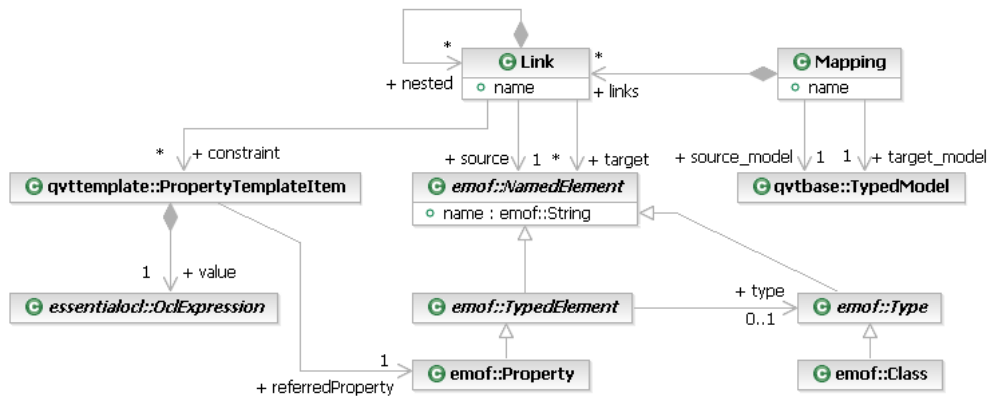 Link
name
*
+ nested
*
+ links
Mapping
name
*
+ constraint
+ source
1
*
+ target
+ source_model
1
1
+ target_model
qvttemplate::PropertyTemplateItem
emof::NamedElement
name : emof::String
qvtbase::TypedModel
1
+ value
essentialocl::OclExpression
emof::TypedElement
+ type
0..1
emof::Type
1
+ referredProperty
emof::Property
emof::Class